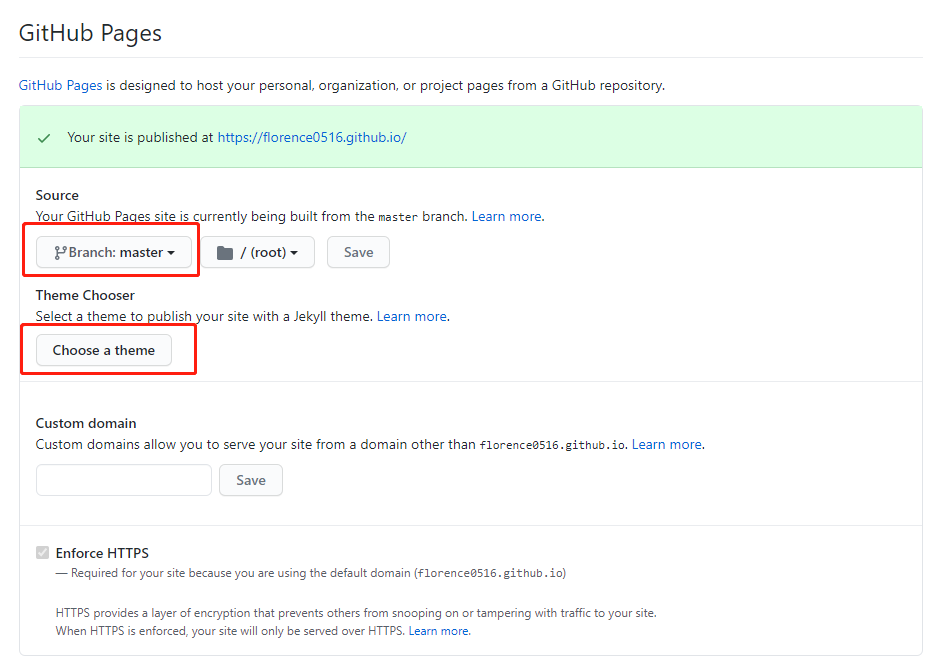 GitHub Pages
GitHub Pages is designed to host your personal, organization, or project pages from a GitHub repository.
Your site is published at https://florence0516.github.io/
Source
Your GitHub Pages site is currently being built from the master branch. Learn more.
Branch: master / (root) Save
Theme Chooser
Select a theme to publish your site with a Jekyll theme. Learn more.
Choose a theme
Custom domain
Custom domains allow you to serve your site from a domain other than florence0516.github.io. Learn more.
Save
Enforce HTTPS
— Required for your site because you are using the default domain (florence0516.github.io)
HTTPS provides a layer of encryption that prevents others from snooping on or tampering with traffic to your site.
When HTTPS is enforced, your site will only be served over HTTPS. Learn more.